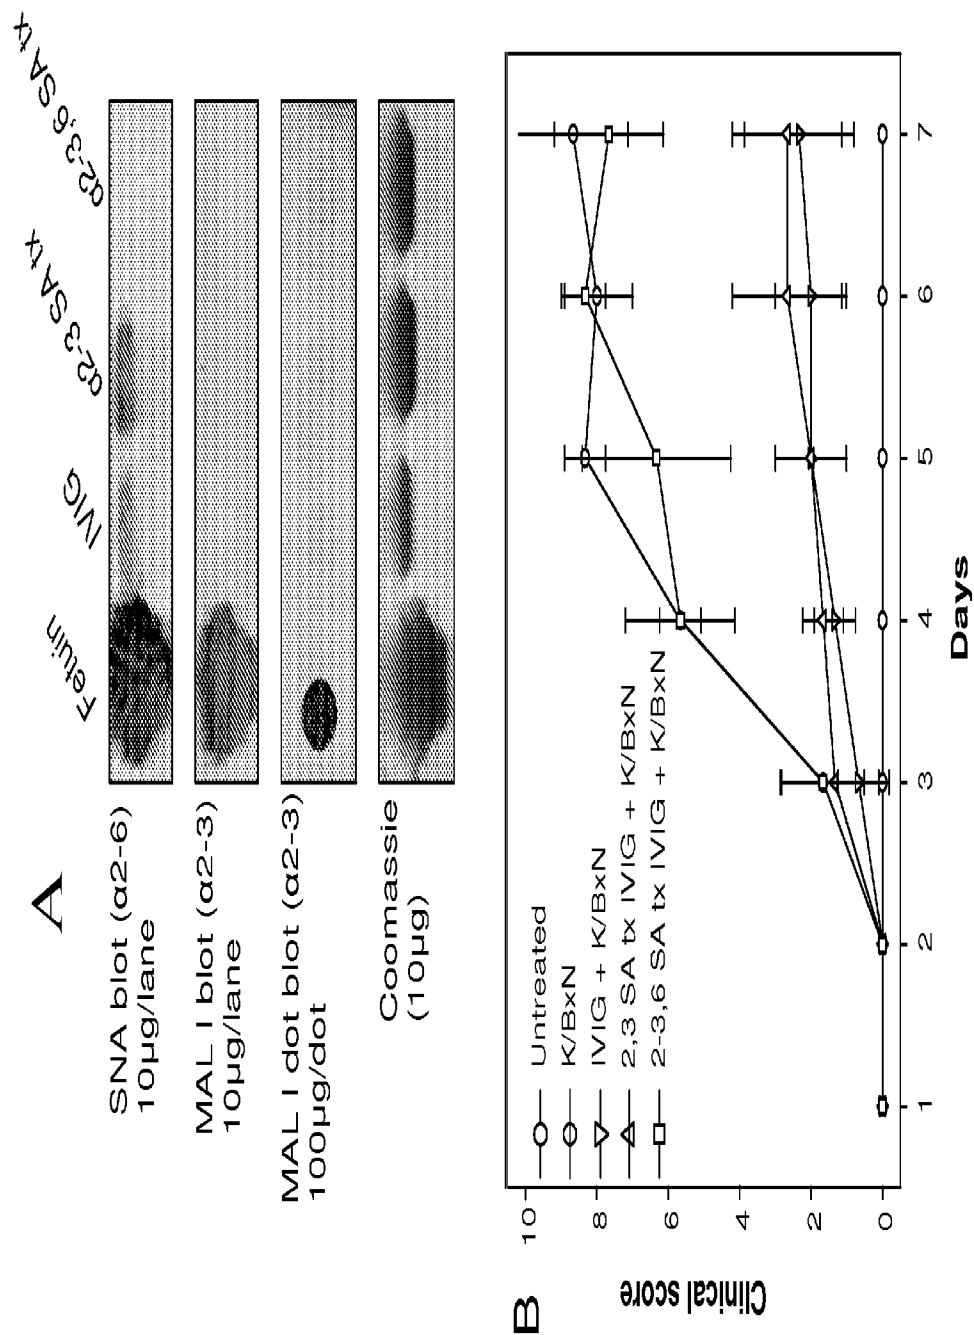 A
Fetuin
IVIG
α2-3 SA tx
α2-3,6 SA tx
SNA blot (α2-6)
10μg/lane
MAL I blot (α2-3)
10μg/lane
MAL I dot blot (α2-3)
100μg/dot
Coomassie
(10μg)
B
Clinical score
10
8
6
4
2
0
Untreated
K/BxN
IVIG + K/BxN
2,3 SA tx IVIG + K/BxN
2-3,6 SA tx IVIG + K/BxN
1 2 3 4 5 6 7
Days